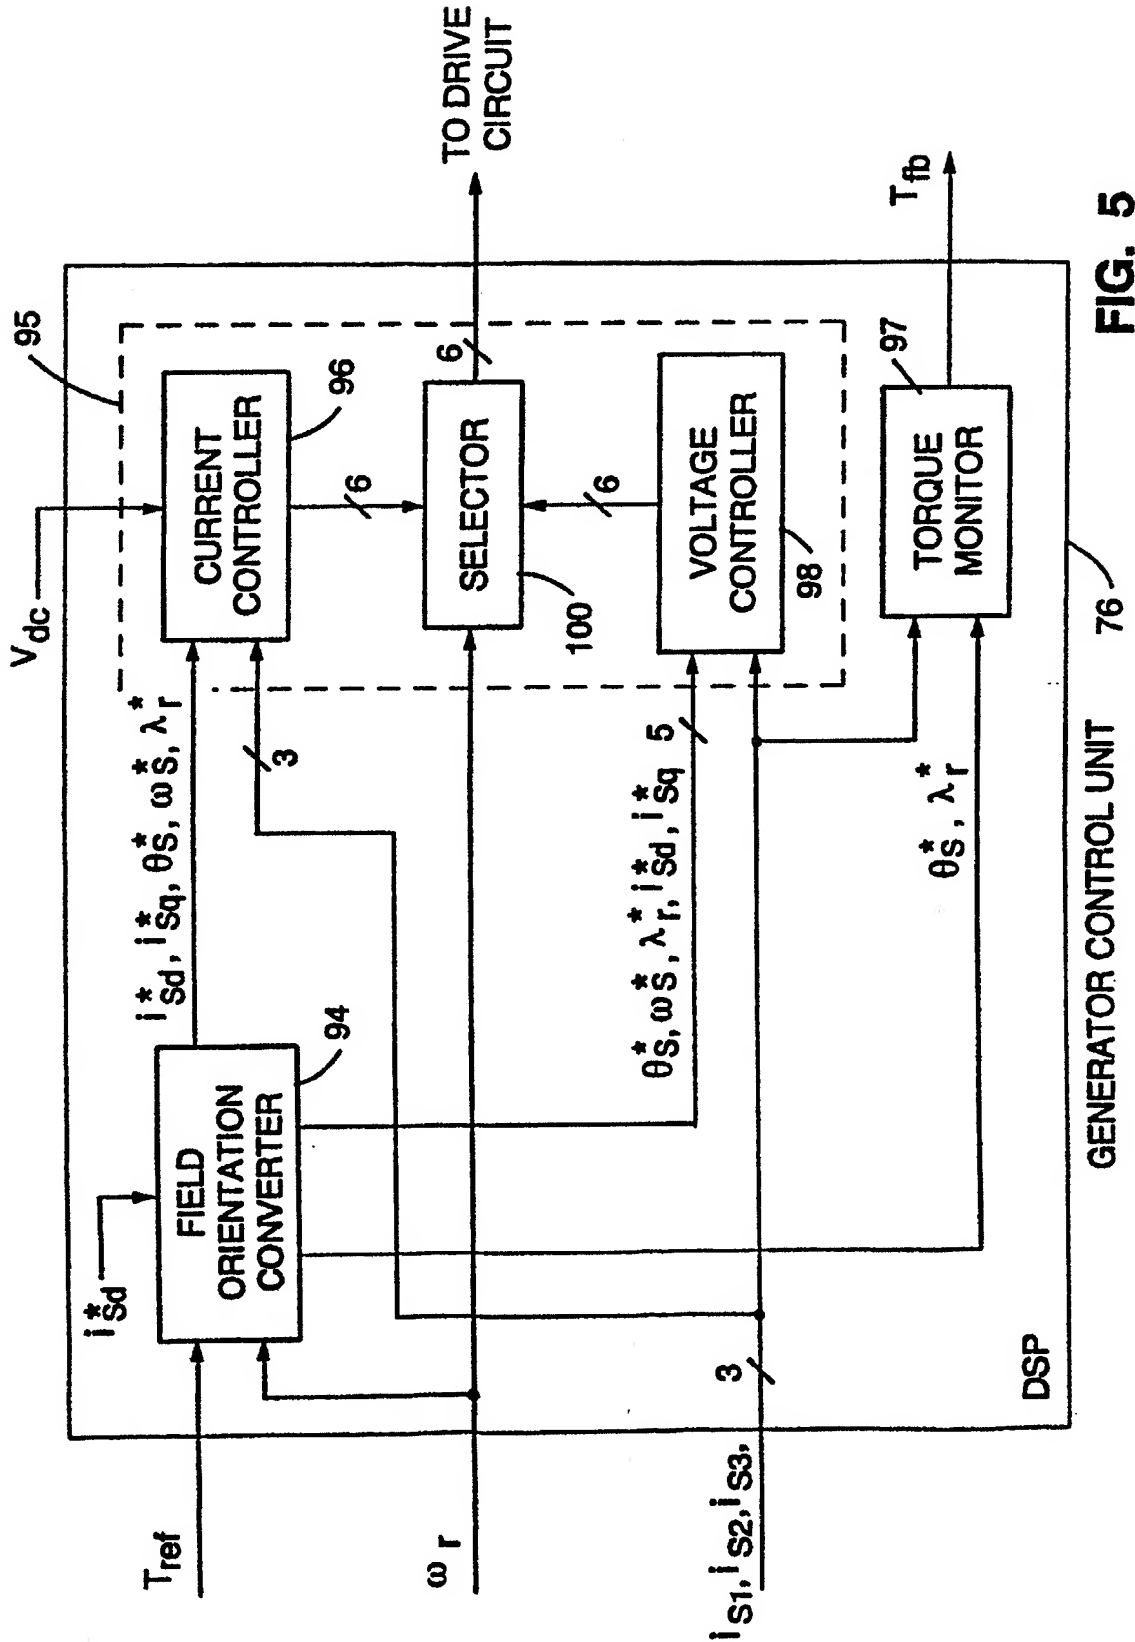 V_dc
95
i*_Sd
FIELD
ORIENTATION
CONVERTER
94
i*_Sd, i*_Sq, θ*_S, ω*_S, λ*_r
CURRENT
CONTROLLER
96
T_ref
3
6
6
TO DRIVE
CIRCUIT
ω_r
SELECTOR
100
6
θ*_S, ω*_S, λ*_r, i*_Sd, i*_Sq
5
VOLTAGE
CONTROLLER
98
i_S1, i_S2, i_S3,
3
θ*_S, λ*_r
TORQUE
MONITOR
97
T_fb
DSP
GENERATOR CONTROL UNIT
76
FIG. 5